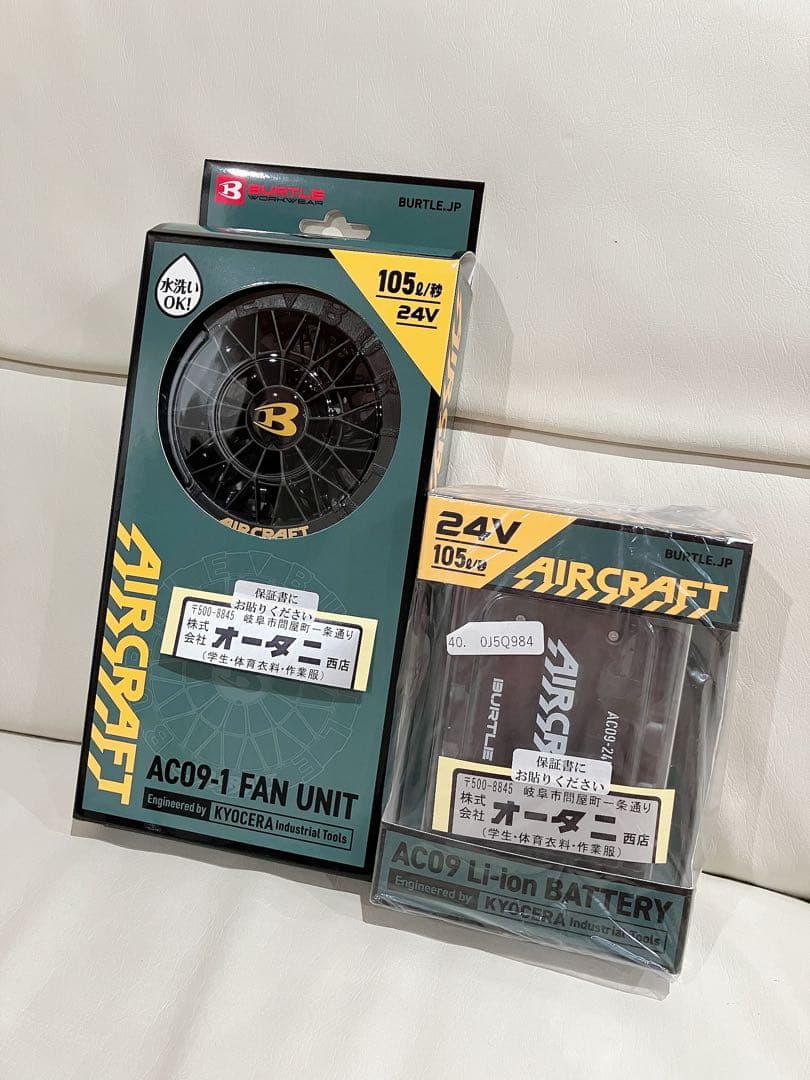 BURTLE
WORKWEAR
BURTLE.JP
水洗い
OK!
105ℓ/秒
24V
B
AIRCRAFT
AIRCRAFT
保証書に
お貼りください
〒500-8845 岐阜市問屋町一条通り
株式
会社 オータニ 西店
(学生・体育衣料・作業服)
AC09-1 FAN UNIT
Engineered by KYOCERA Industrial Tools
24V
105ℓ/秒
AIRCRAFT
BURTLE.JP
40. 0J5Q984
AIRCRAFT
BURTLE
AC09-24
保証書に
お貼りください
〒500-8845 岐阜市問屋町一条通り
株式
会社 オータニ 西店
(学生・体育衣料・作業服)
AC09 Li-ion BATTERY
Engineered by KYOCERA Industrial Tools